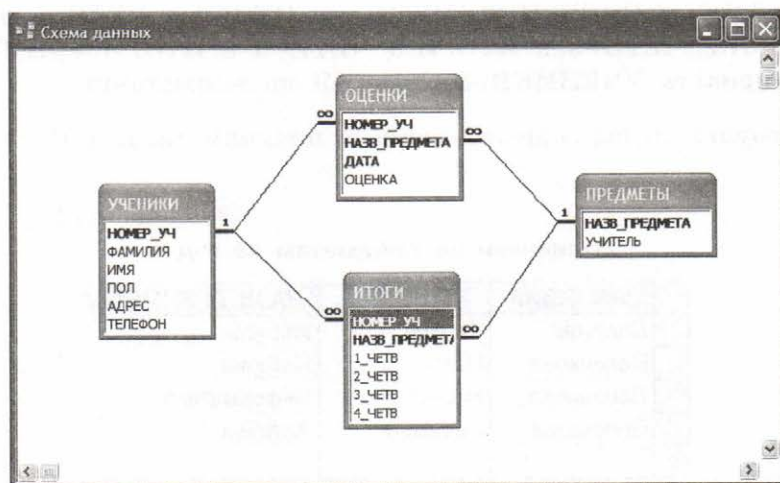 Схема данных
ОЦЕНКИ
НОМЕР_УЧ
НАЗВ_ПРЕДМЕТА
ДАТА
ОЦЕНКА
УЧЕНИКИ
НОМЕР_УЧ
ФАМИЛИЯ
ИМЯ
ПОЛ
АДРЕС
ТЕЛЕФОН
ПРЕДМЕТЫ
НАЗВ_ПРЕДМЕТА
УЧИТЕЛЬ
ИТОГИ
НОМЕР_УЧ
НАЗВ_ПРЕДМЕТА
1_ЧЕТВ
2_ЧЕТВ
3_ЧЕТВ
4_ЧЕТВ
∞
∞
1
1
∞
∞